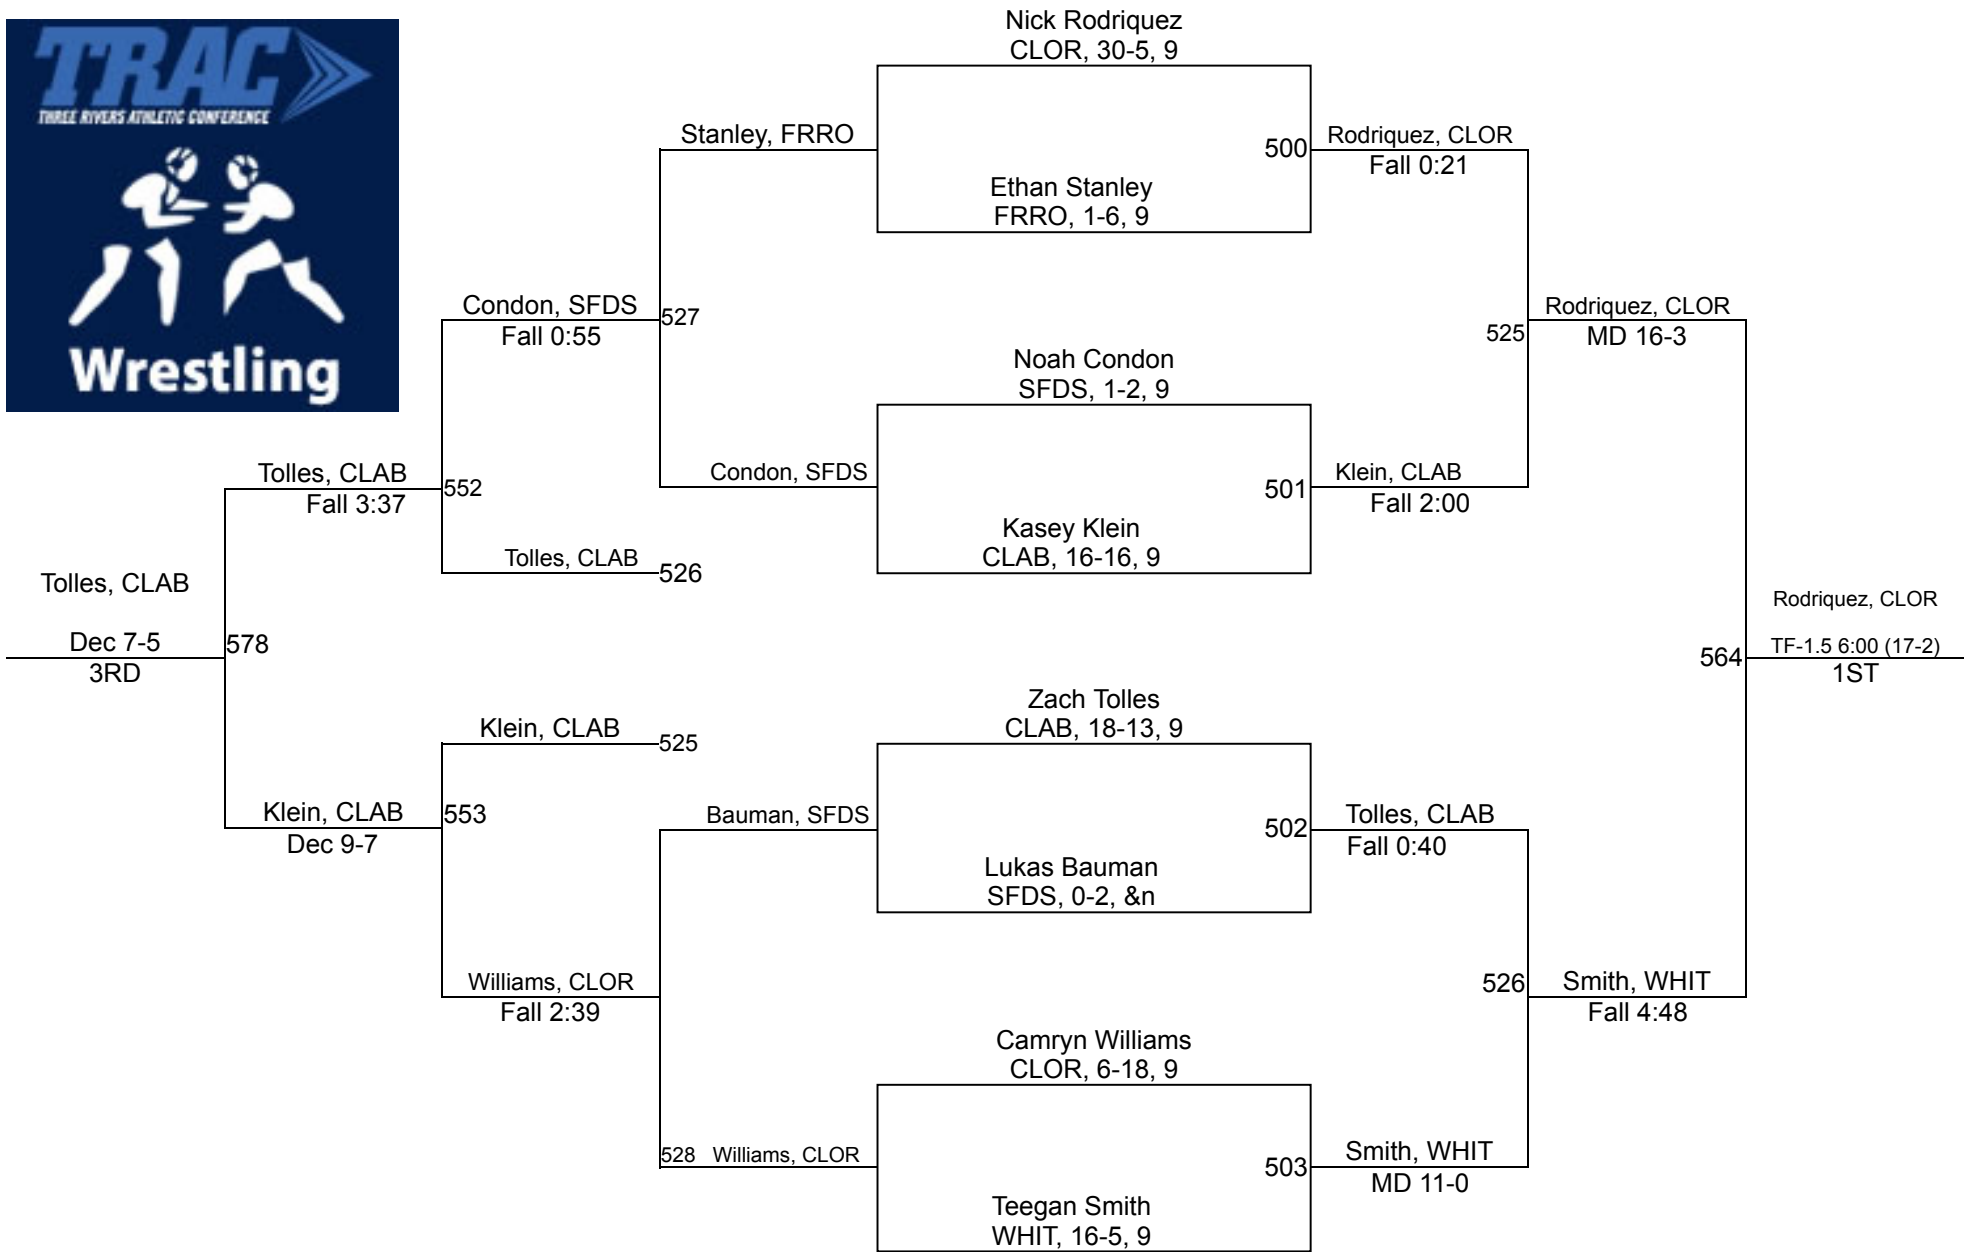 TRAC
THREE RIVERS ATHLETIC CONFERENCE
Wrestling
Nick Rodriquez
CLOR, 30-5, 9
Stanley, FRRO
500
Rodriquez, CLOR
Fall 0:21
Ethan Stanley
FRRO, 1-6, 9
Condon, SFDS
Fall 0:55
527
525
Rodriquez, CLOR
MD 16-3
Noah Condon
SFDS, 1-2, 9
Tolles, CLAB
Fall 3:37
552
Condon, SFDS
501
Klein, CLAB
Fall 2:00
Kasey Klein
CLAB, 16-16, 9
Tolles, CLAB
526
Tolles, CLAB
Dec 7-5
3RD
578
564
Rodriquez, CLOR
TF-1.5 6:00 (17-2)
1ST
Klein, CLAB
525
Zach Tolles
CLAB, 18-13, 9
Klein, CLAB
Dec 9-7
553
Bauman, SFDS
502
Tolles, CLAB
Fall 0:40
Lukas Bauman
SFDS, 0-2, &n
Williams, CLOR
Fall 2:39
526
Smith, WHIT
Fall 4:48
Camryn Williams
CLOR, 6-18, 9
528
Williams, CLOR
503
Smith, WHIT
MD 11-0
Teegan Smith
WHIT, 16-5, 9